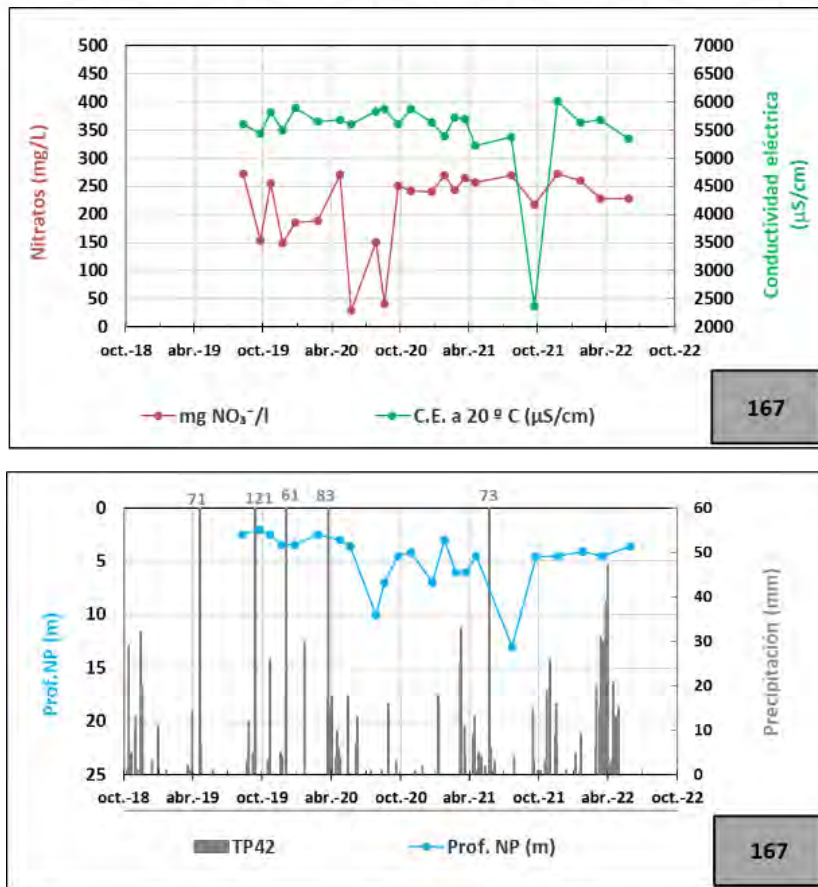 500 7000
450 6500
400 6000
350 5500
300 5000
250 4500
200 4000
150 3500
100 3000
50 2500
0 2000
Nitratos (mg/L)
Conductividad eléctrica
(µS/cm)
oct.-18 abr.-19 oct.-19 abr.-20 oct.-20 abr.-21 oct.-21 abr.-22 oct.-22
mg NO₃⁻/l C.E. a 20 º C (µS/cm)
167
71 121 61 83 73
0 60
5 50
10 40
15 30
20 20
25 10
0
Prof.NP (m)
Precipitación (mm)
oct.-18 abr.-19 oct.-19 abr.-20 oct.-20 abr.-21 oct.-21 abr.-22 oct.-22
TP42 Prof. NP (m)
167